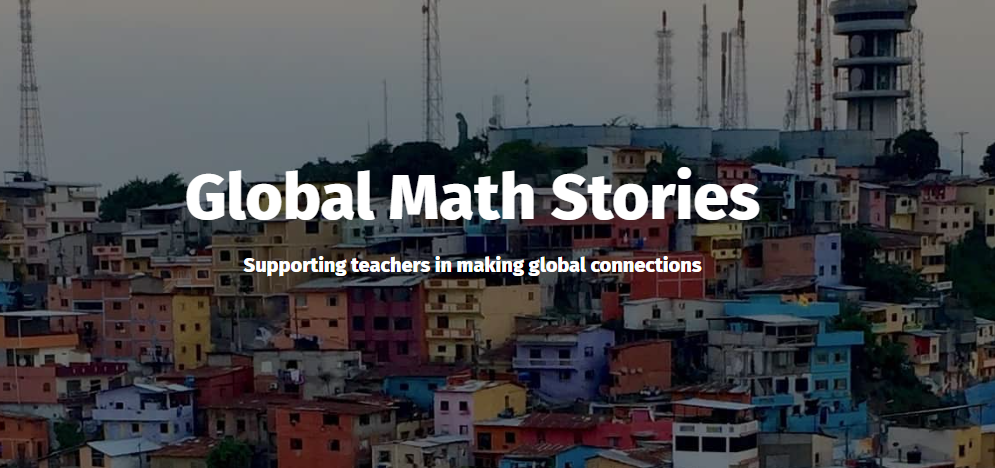 Global Math Stories
Supporting teachers in making global connections